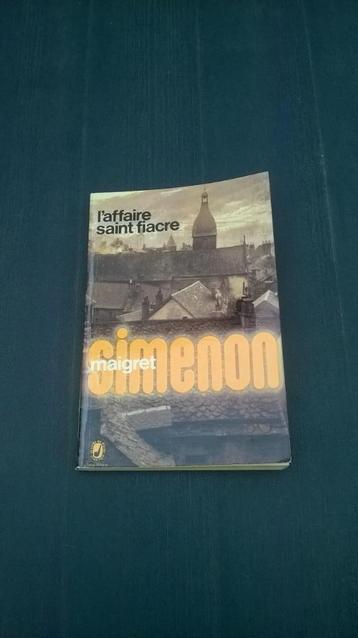 l'affaire
saint fiacre
simenon
maigret